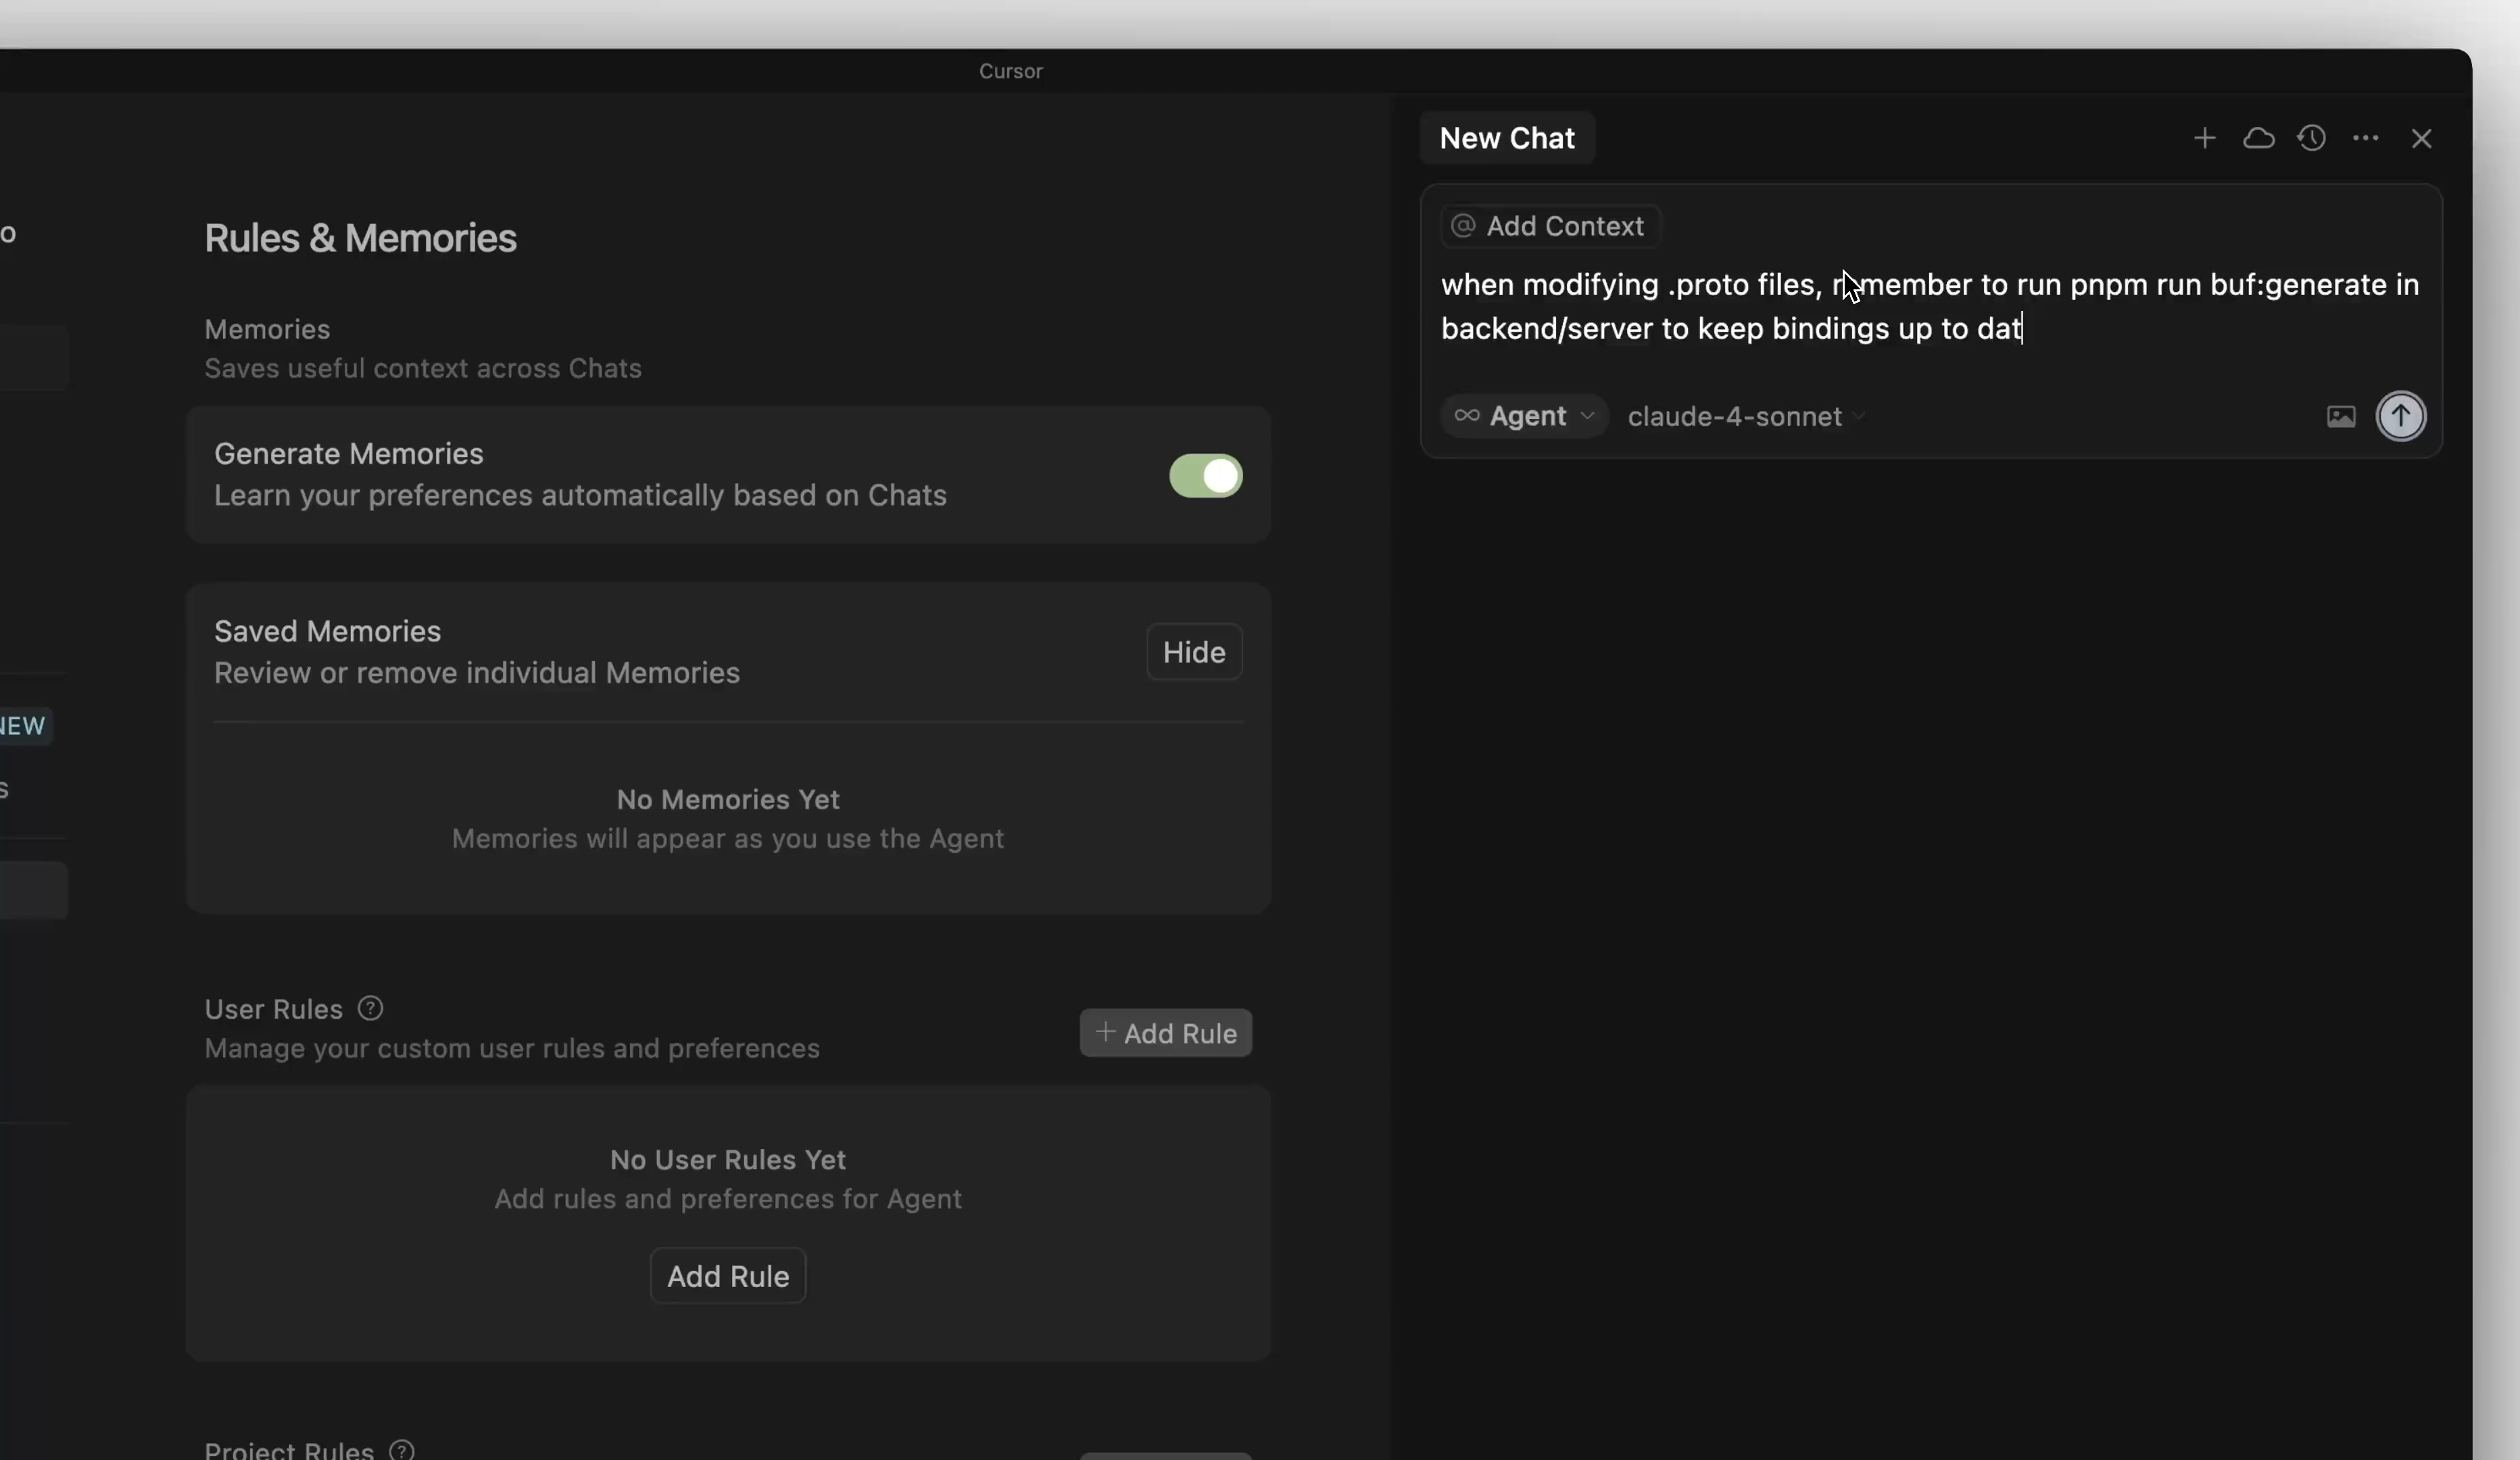 Cursor
o
NEW
s
Rules & Memories
Memories
Saves useful context across Chats
Generate Memories
Learn your preferences automatically based on Chats
Saved Memories
Review or remove individual Memories
Hide
No Memories Yet
Memories will appear as you use the Agent
User Rules ?
Manage your custom user rules and preferences
+ Add Rule
No User Rules Yet
Add rules and preferences for Agent
Add Rule
Project Rules ?
New Chat
@ Add Context
when modifying .proto files, remember to run pnpm run buf:generate in
backend/server to keep bindings up to dat
∞ Agent
claude-4-sonnet